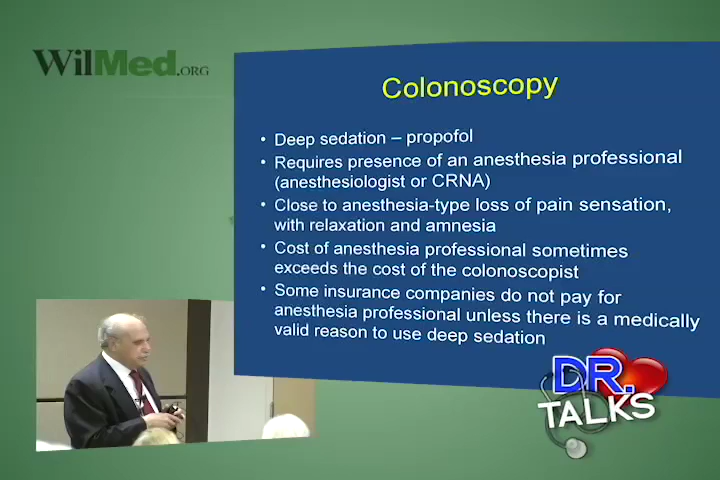 WilMed.ORG
Colonoscopy
• Deep sedation – propofol
• Requires presence of an anesthesia professional
(anesthesiologist or CRNA)
• Close to anesthesia-type loss of pain sensation,
with relaxation and amnesia
• Cost of anesthesia professional sometimes
exceeds the cost of the colonoscopist
• Some insurance companies do not pay for
anesthesia professional unless there is a medically
valid reason to use deep sedation
DR.
TALKS